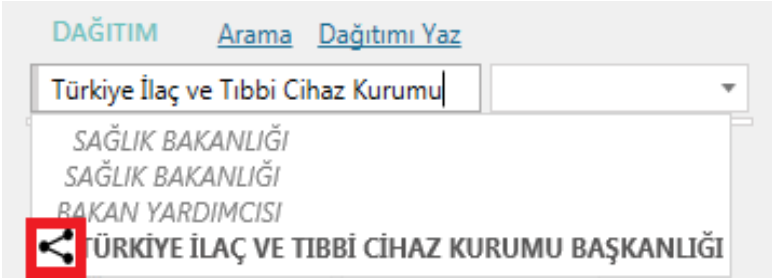 DAĞITIM Arama Dağıtımı Yaz
Türkiye İlaç ve Tıbbi Cihaz Kurumu
SAĞLIK BAKANLIĞI
SAĞLIK BAKANLIĞI
BAKAN YARDIMCISI
TÜRKİYE İLAÇ VE TIBBİ CİHAZ KURUMU BAŞKANLIĞI